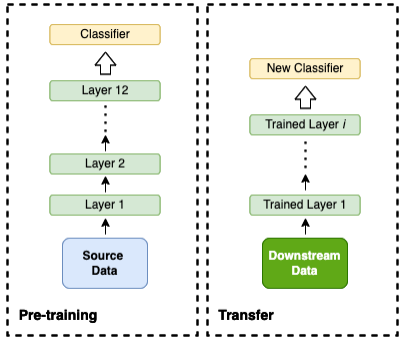 Classifier
Layer 12
Layer 2
Layer 1
Source
Data
Pre-training
New Classifier
Trained Layer i
Trained Layer 1
Downstream
Data
Transfer